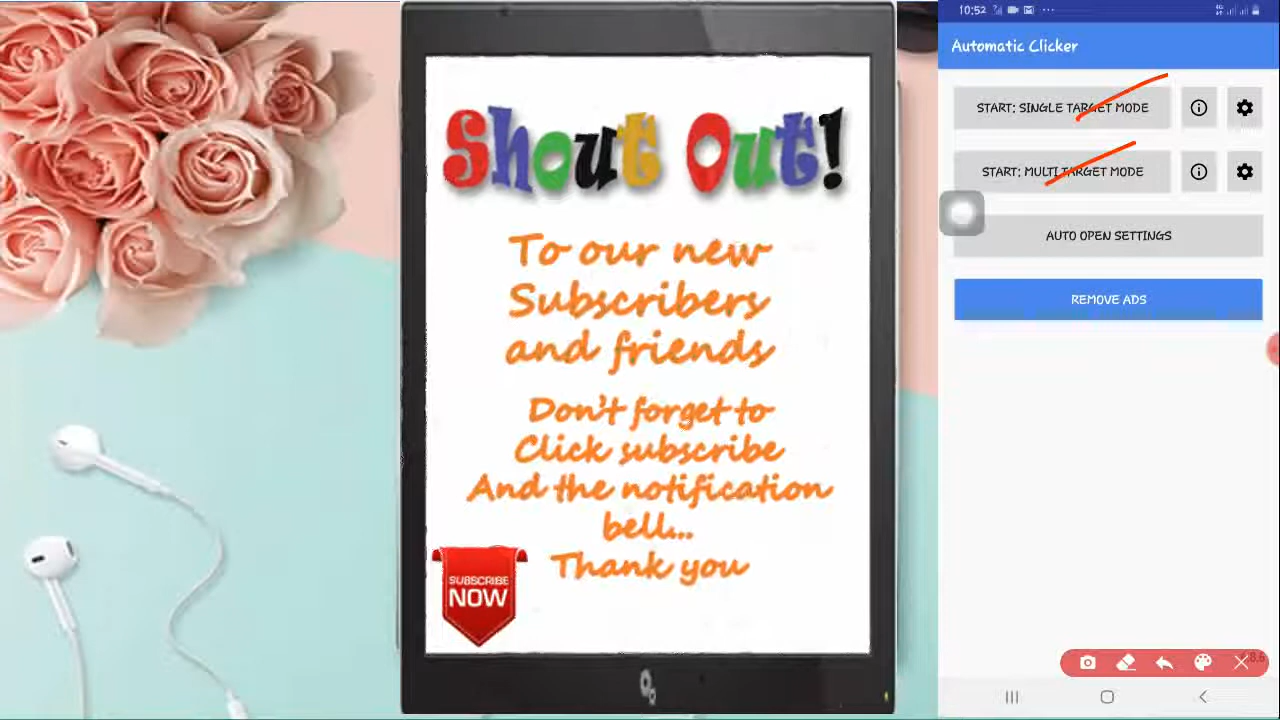 Shout Out!
To our new
Subscribers
and friends
Don't forget to
Click subscribe
And the notification
bell...
Thank you
SUBSCRIBE
NOW
10:52
Automatic Clicker
START: SINGLE TARGET MODE
START: MULTI TARGET MODE
AUTO OPEN SETTINGS
REMOVE ADS